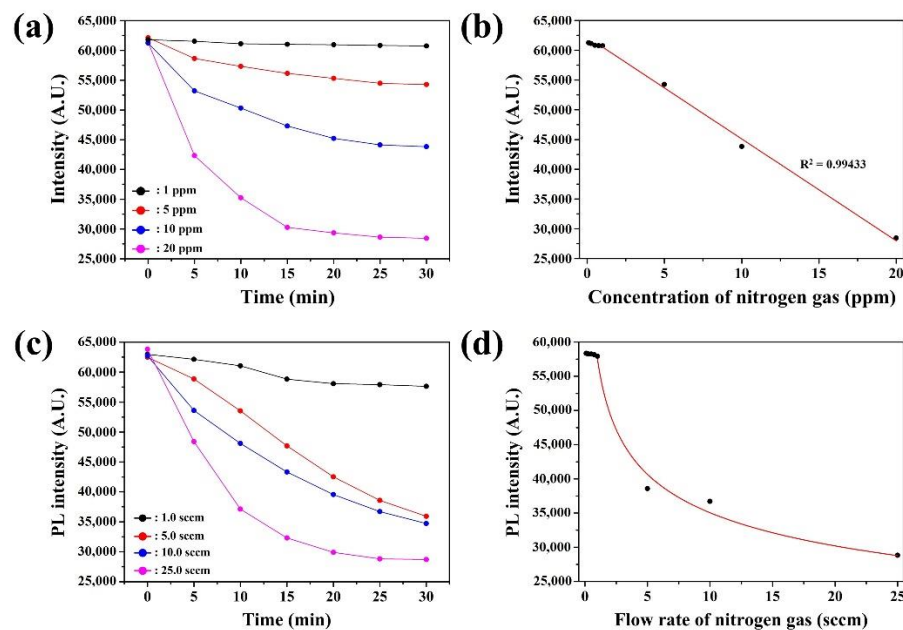 (a)
65,000
60,000
55,000
50,000
45,000
40,000
35,000
30,000
25,000
Intensity (A.U.)
: 1 ppm
: 5 ppm
: 10 ppm
: 20 ppm
0 5 10 15 20 25 30
Time (min)
(b)
65,000
60,000
55,000
50,000
45,000
40,000
35,000
30,000
25,000
Intensity (A.U.)
R² = 0.99433
0 5 10 15 20
Concentration of nitrogen gas (ppm)
(c)
65,000
60,000
55,000
50,000
45,000
40,000
35,000
30,000
25,000
PL intensity (A.U.)
: 1.0 sccm
: 5.0 sccm
: 10.0 sccm
: 25.0 sccm
0 5 10 15 20 25 30
Time (min)
(d)
60,000
55,000
50,000
45,000
40,000
35,000
30,000
25,000
PL intensity (A.U.)
0 5 10 15 20 25
Flow rate of nitrogen gas (sccm)